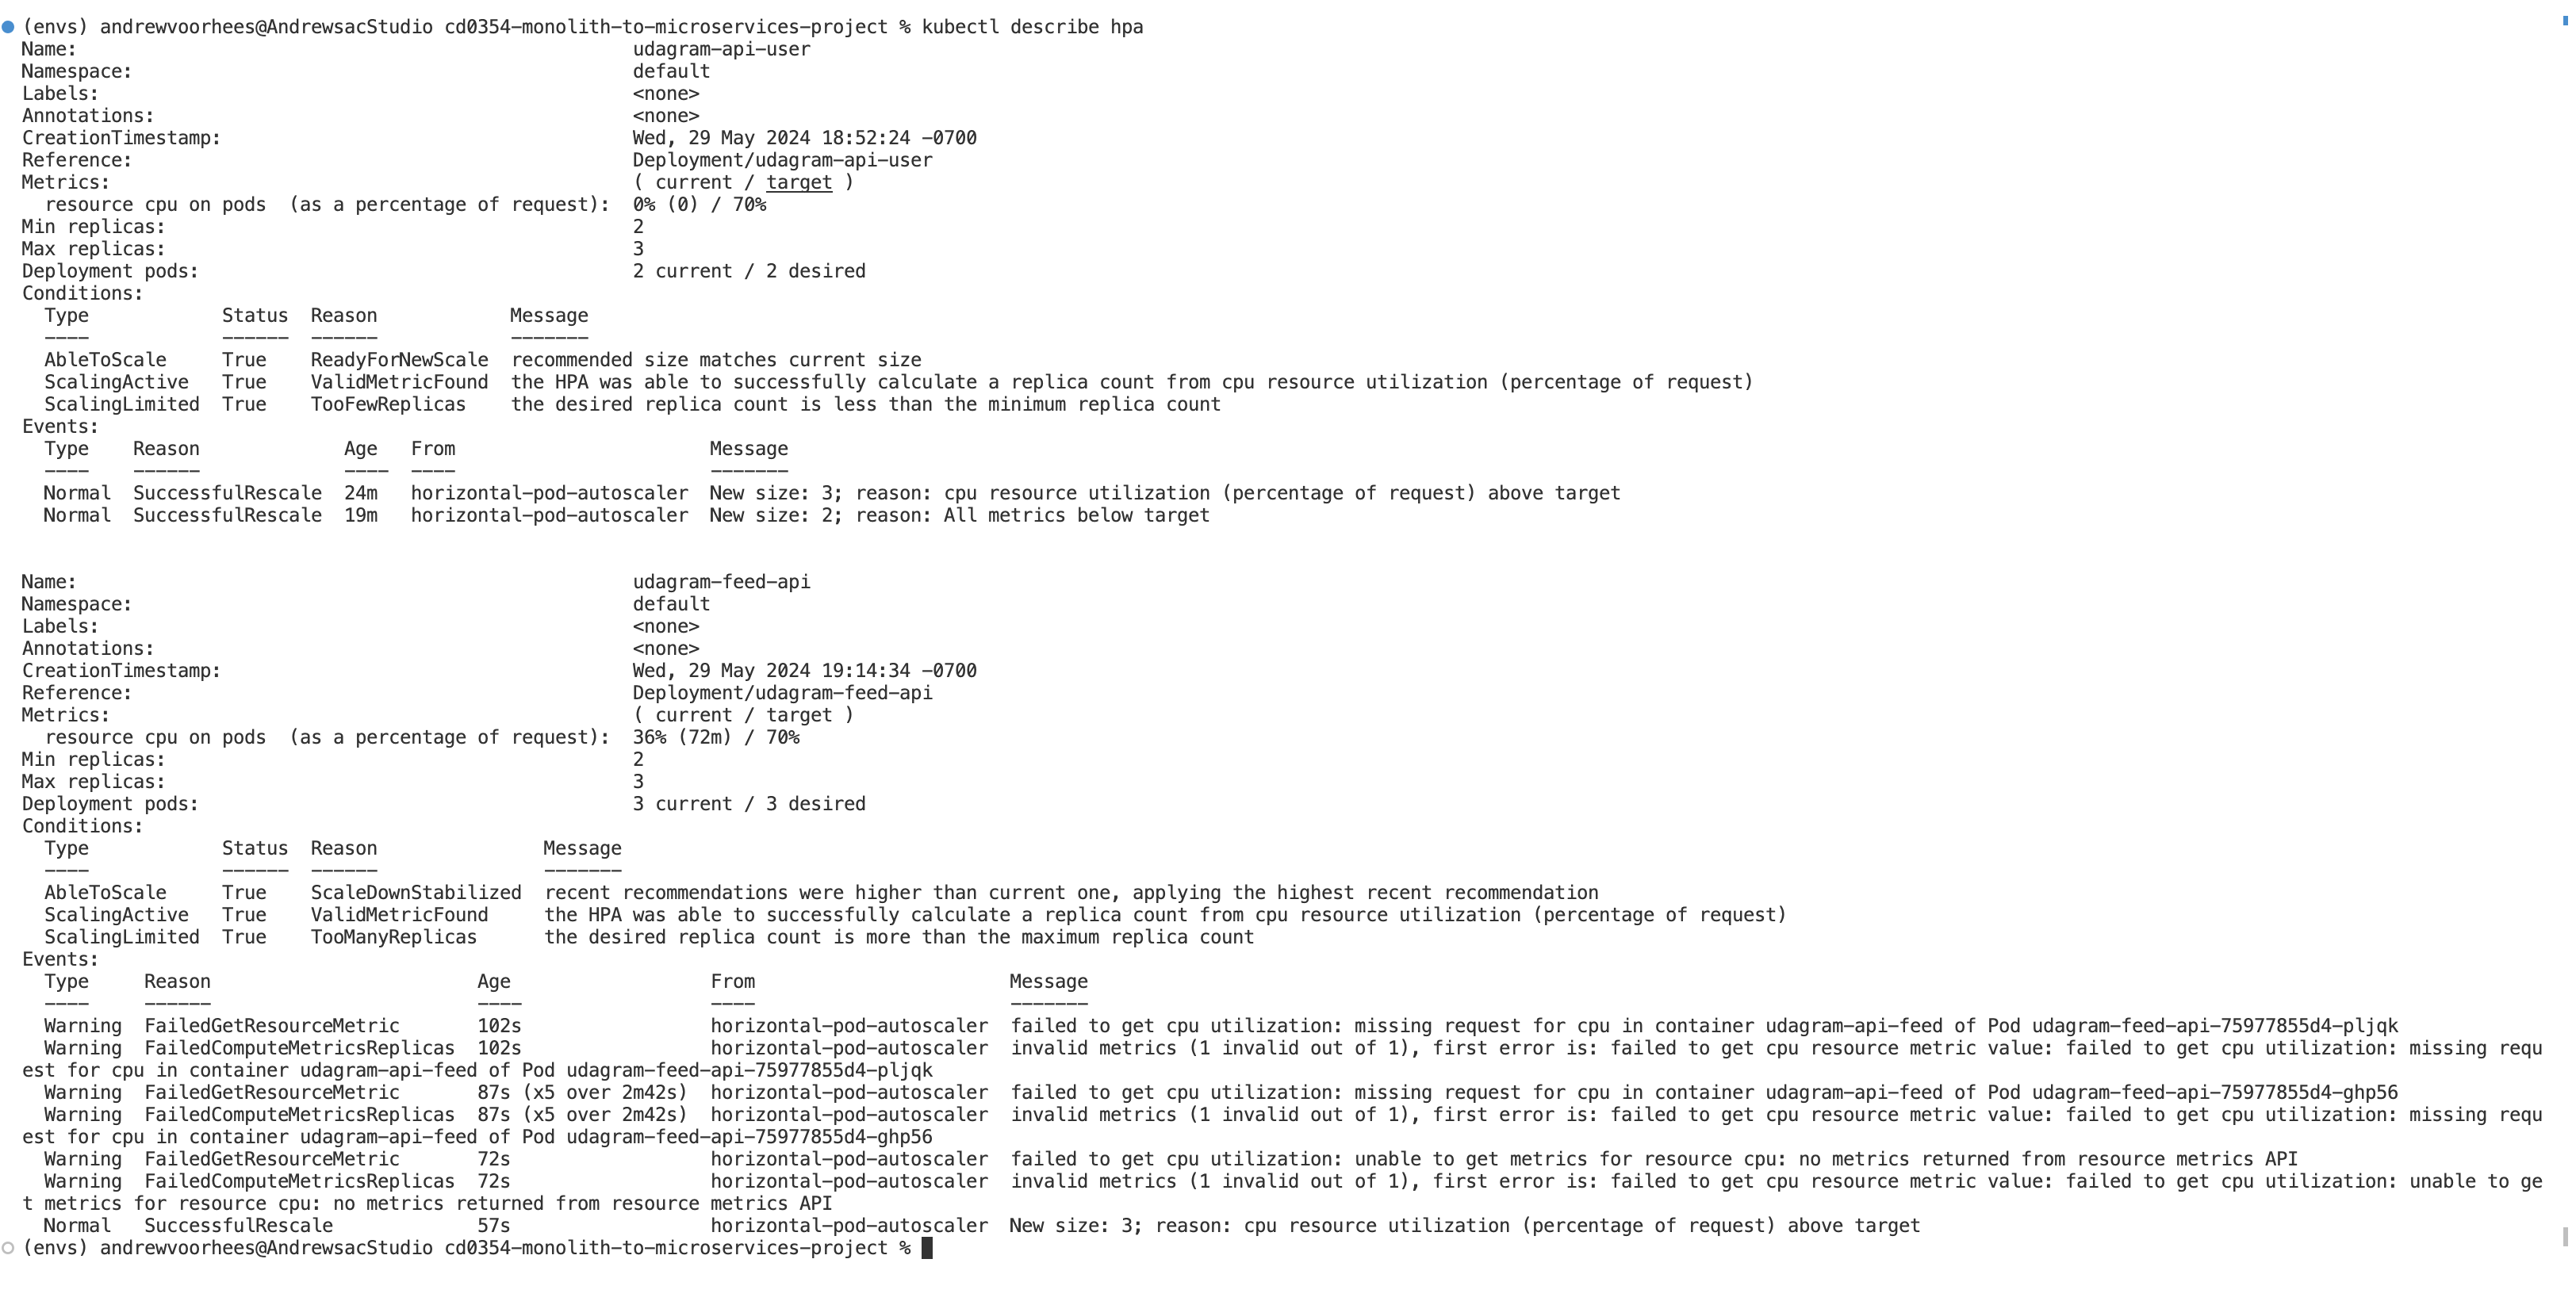 (envs) andrewvoorhees@AndrewsacStudio cd0354-monolith-to-microservices-project % kubectl describe hpa
Name:                                                  udagram-api-user
Namespace:                                             default
Labels:                                                <none>
Annotations:                                           <none>
CreationTimestamp:                                     Wed, 29 May 2024 18:52:24 -0700
Reference:                                             Deployment/udagram-api-user
Metrics:                                               ( current / target )
  resource cpu on pods  (as a percentage of request):  0% (0) / 70%
Min replicas:                                          2
Max replicas:                                          3
Deployment pods:                                       2 current / 2 desired
Conditions:
  Type            Status  Reason            Message
  ----            ------  ------            -------
  AbleToScale     True    ReadyForNewScale  recommended size matches current size
  ScalingActive   True    ValidMetricFound  the HPA was able to successfully calculate a replica count from cpu resource utilization (percentage of request)
  ScalingLimited  True    TooFewReplicas    the desired replica count is less than the minimum replica count
Events:
  Type    Reason             Age   From                       Message
  ----    ------             ----  ----                       -------
  Normal  SuccessfulRescale  24m   horizontal-pod-autoscaler  New size: 3; reason: cpu resource utilization (percentage of request) above target
  Normal  SuccessfulRescale  19m   horizontal-pod-autoscaler  New size: 2; reason: All metrics below target
Name:                                                  udagram-feed-api
Namespace:                                             default
Labels:                                                <none>
Annotations:                                           <none>
CreationTimestamp:                                     Wed, 29 May 2024 19:14:34 -0700
Reference:                                             Deployment/udagram-feed-api
Metrics:                                               ( current / target )
  resource cpu on pods  (as a percentage of request):  36% (72m) / 70%
Min replicas:                                          2
Max replicas:                                          3
Deployment pods:                                       3 current / 3 desired
Conditions:
  Type            Status  Reason               Message
  ----            ------  ------               -------
  AbleToScale     True    ScaleDownStabilized  recent recommendations were higher than current one, applying the highest recent recommendation
  ScalingActive   True    ValidMetricFound     the HPA was able to successfully calculate a replica count from cpu resource utilization (percentage of request)
  ScalingLimited  True    TooManyReplicas      the desired replica count is more than the maximum replica count
Events:
  Type     Reason                        Age                  From                       Message
  ----     ------                        ----                 ----                       -------
  Warning  FailedGetResourceMetric       102s                 horizontal-pod-autoscaler  failed to get cpu utilization: missing request for cpu in container udagram-api-feed of Pod udagram-feed-api-75977855d4-pljqk
  Warning  FailedComputeMetricsReplicas  102s                 horizontal-pod-autoscaler  invalid metrics (1 invalid out of 1), first error is: failed to get cpu resource metric value: failed to get cpu utilization: missing requ
est for cpu in container udagram-api-feed of Pod udagram-feed-api-75977855d4-pljqk
  Warning  FailedGetResourceMetric       87s (x5 over 2m42s)  horizontal-pod-autoscaler  failed to get cpu utilization: missing request for cpu in container udagram-api-feed of Pod udagram-feed-api-75977855d4-ghp56
  Warning  FailedComputeMetricsReplicas  87s (x5 over 2m42s)  horizontal-pod-autoscaler  invalid metrics (1 invalid out of 1), first error is: failed to get cpu resource metric value: failed to get cpu utilization: missing requ
est for cpu in container udagram-api-feed of Pod udagram-feed-api-75977855d4-ghp56
  Warning  FailedGetResourceMetric       72s                  horizontal-pod-autoscaler  failed to get cpu utilization: unable to get metrics for resource cpu: no metrics returned from resource metrics API
  Warning  FailedComputeMetricsReplicas  72s                  horizontal-pod-autoscaler  invalid metrics (1 invalid out of 1), first error is: failed to get cpu resource metric value: failed to get cpu utilization: unable to ge
t metrics for resource cpu: no metrics returned from resource metrics API
  Normal   SuccessfulRescale             57s                  horizontal-pod-autoscaler  New size: 3; reason: cpu resource utilization (percentage of request) above target
(envs) andrewvoorhees@AndrewsacStudio cd0354-monolith-to-microservices-project %